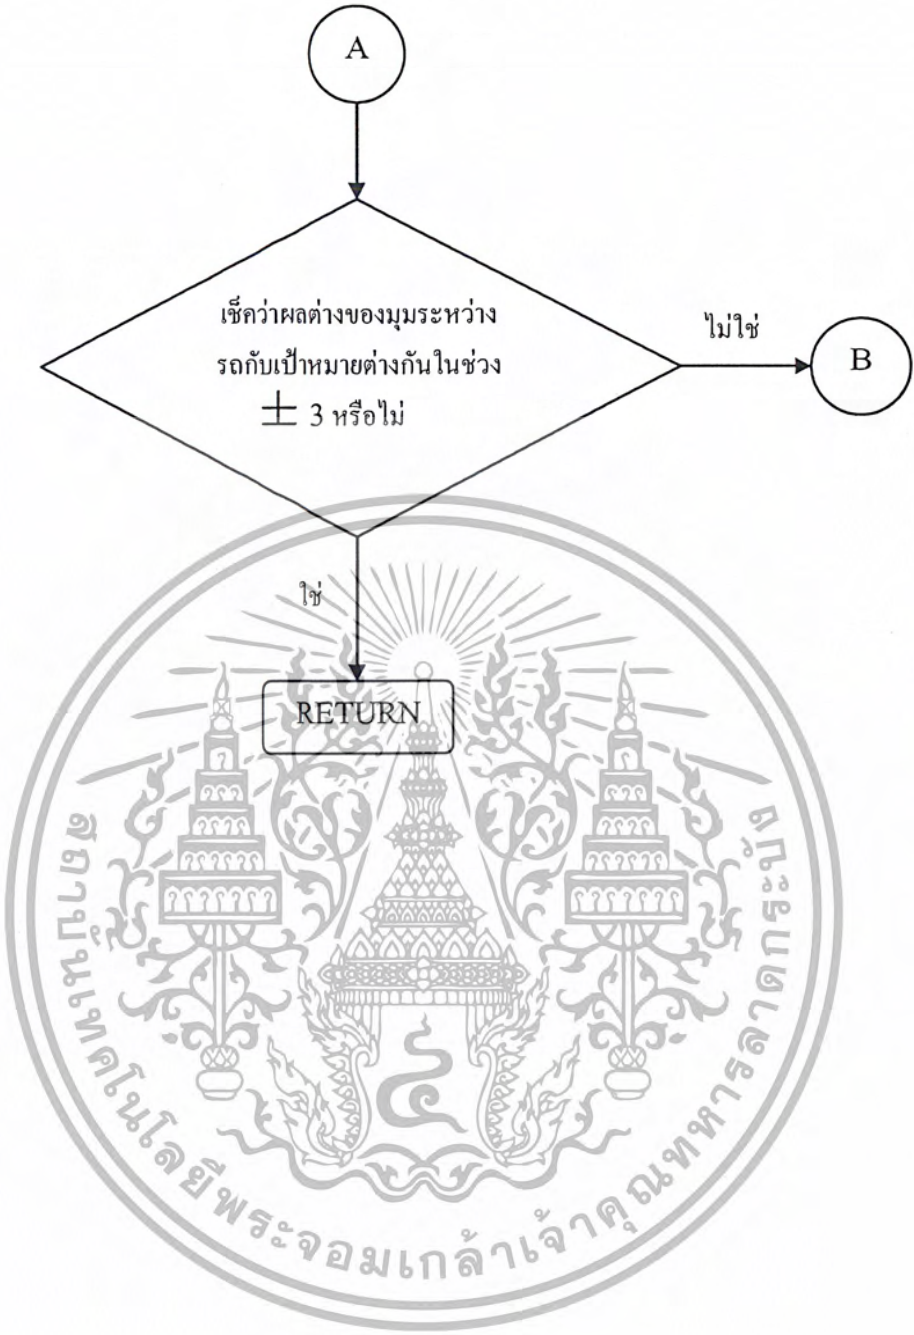 A
เช็คว่าผลต่างของมุมระหว่าง
รถกับเป้าหมายต่างกันในช่วง
± 3 หรือไม่
ไม่ใช่
B
ใช่
RETURN
สถาบันเทคโนโลยีพระจอมเกล้าเจ้าคุณทหารลาดกระบัง